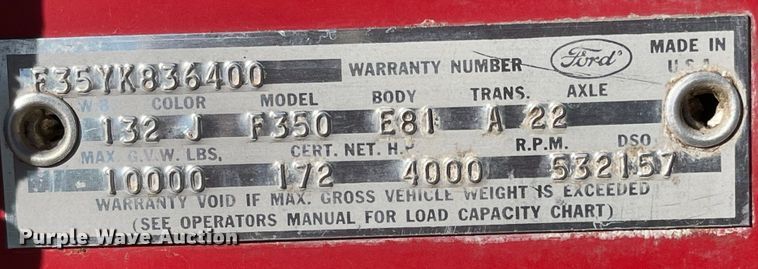 F35YK836400 WARRANTY NUMBER Ford MADE IN U.S.A.
W.B. COLOR MODEL BODY TRANS. AXLE
132 J F350 E81 A 22
MAX. G.V.W. LBS. CERT. NET. H.P. R.P.M. DSO
10000 172 4000 532157
WARRANTY VOID IF MAX. GROSS VEHICLE WEIGHT IS EXCEEDED
(SEE OPERATORS MANUAL FOR LOAD CAPACITY CHART)
Purple Wave Auction